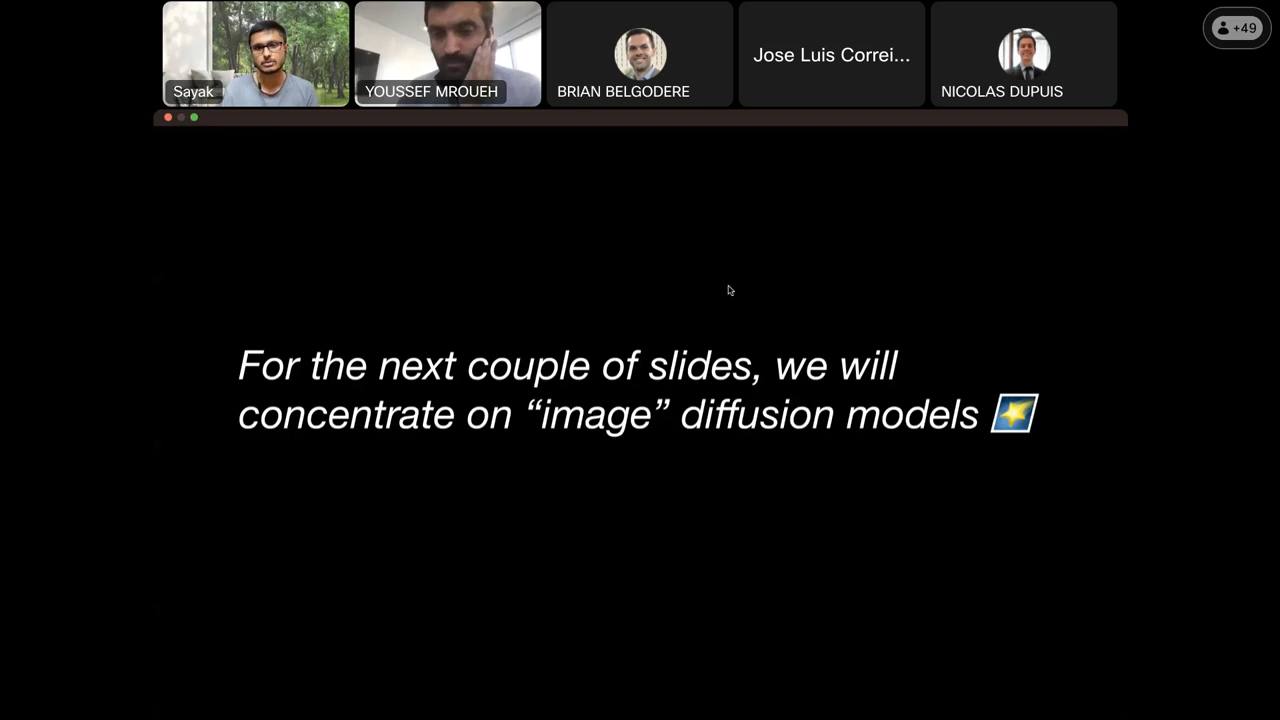 Sayak
YOUSSEF MROUEH
BRIAN BELGODERE
Jose Luis Correi...
NICOLAS DUPUIS
+49
For the next couple of slides, we will
concentrate on “image” diffusion models